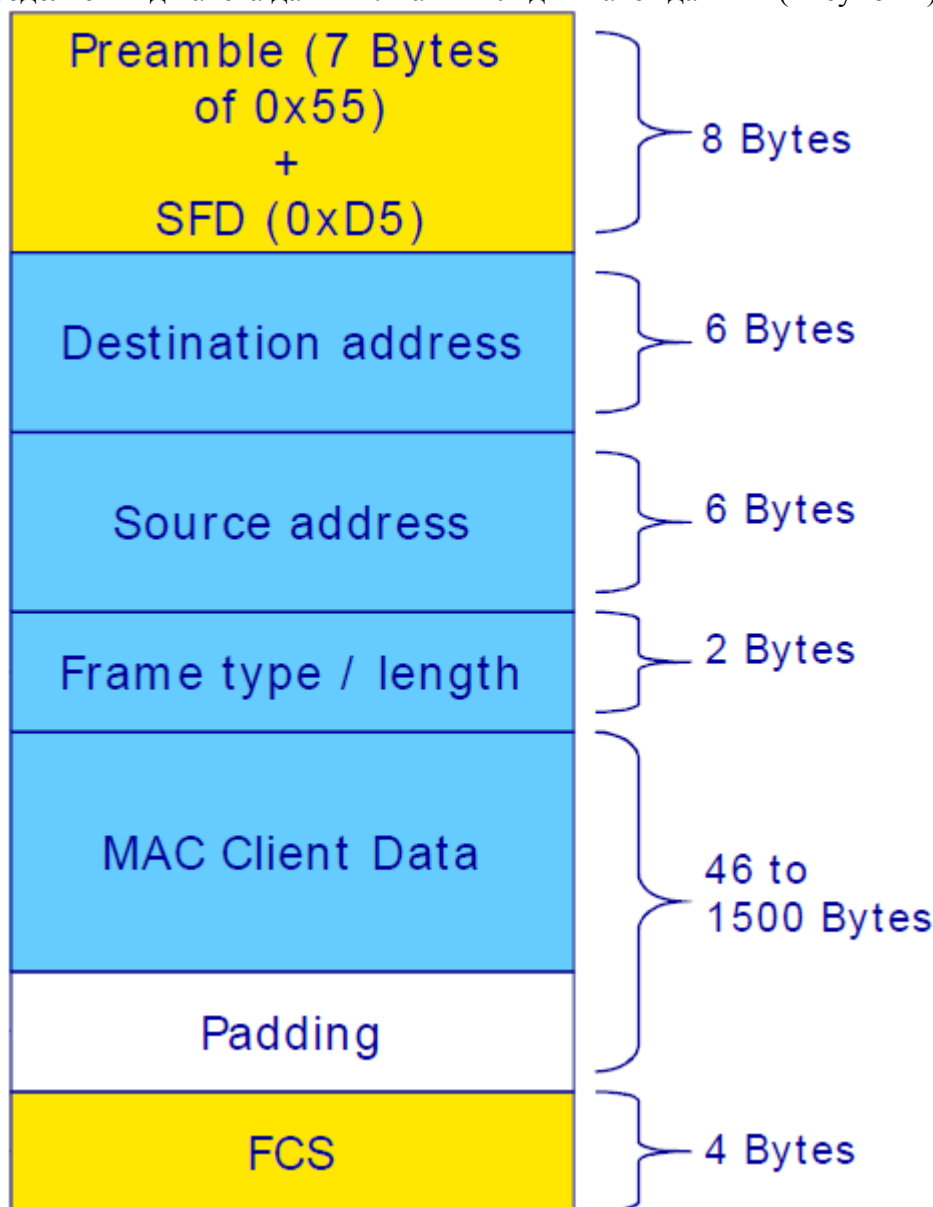 Preamble (7 Bytes
of 0x55)
+
SFD (0xD5)
8 Bytes
Destination address
6 Bytes
Source address
6 Bytes
Frame type / length
2 Bytes
MAC Client Data
46 to
1500 Bytes
Padding
FCS
4 Bytes